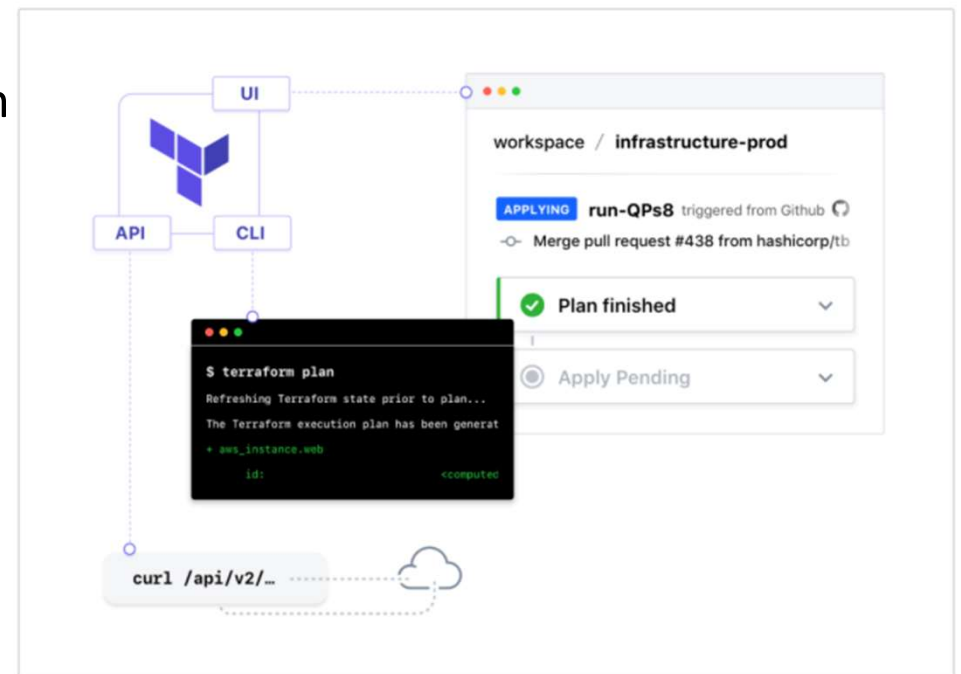 n
UI
workspace / infrastructure-prod
APPLYING run-QPs8 triggered from Github
Merge pull request #438 from hashicorp/tb
API
CLI
Plan finished
Apply Pending
$ terraform plan
Refreshing Terraform state prior to plan...
The Terraform execution plan has been generat
+ aws_instance.web
id: <computed
curl /api/v2/…